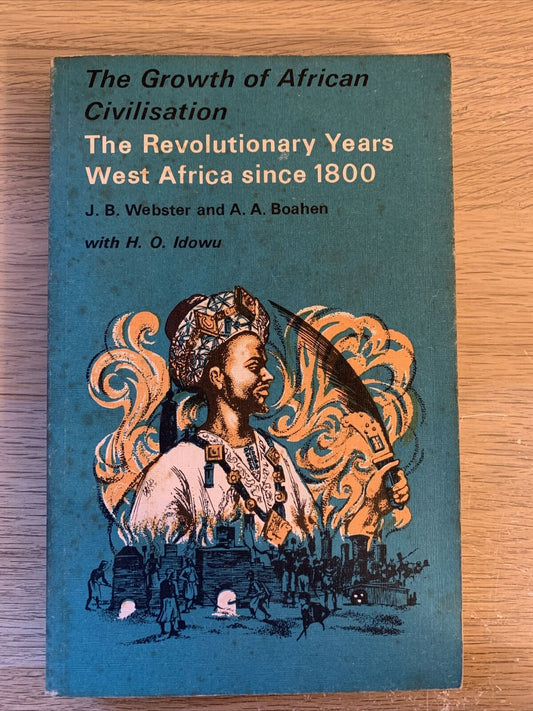 The Growth of African
Civilisation
The Revolutionary Years
West Africa since 1800
J. B. Webster and A. A. Boahen
with H. O. Idowu